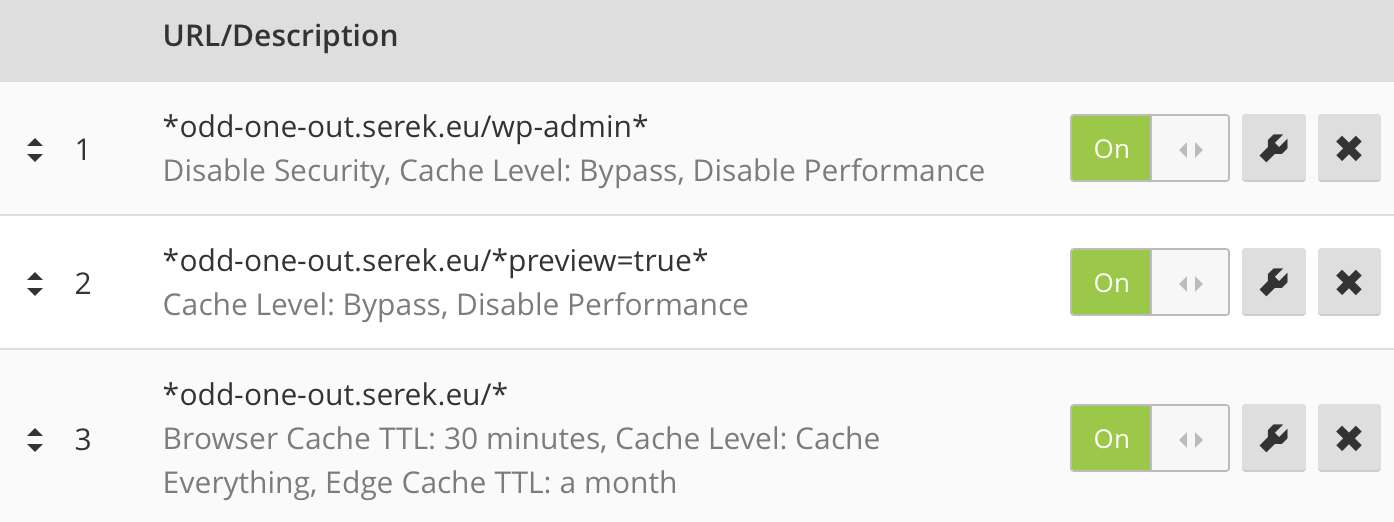 URL/Description
1
*odd-one-out.serek.eu/wp-admin*
Disable Security, Cache Level: Bypass, Disable Performance
On
2
*odd-one-out.serek.eu/*preview=true*
Cache Level: Bypass, Disable Performance
On
3
*odd-one-out.serek.eu/*
Browser Cache TTL: 30 minutes, Cache Level: Cache
Everything, Edge Cache TTL: a month
On